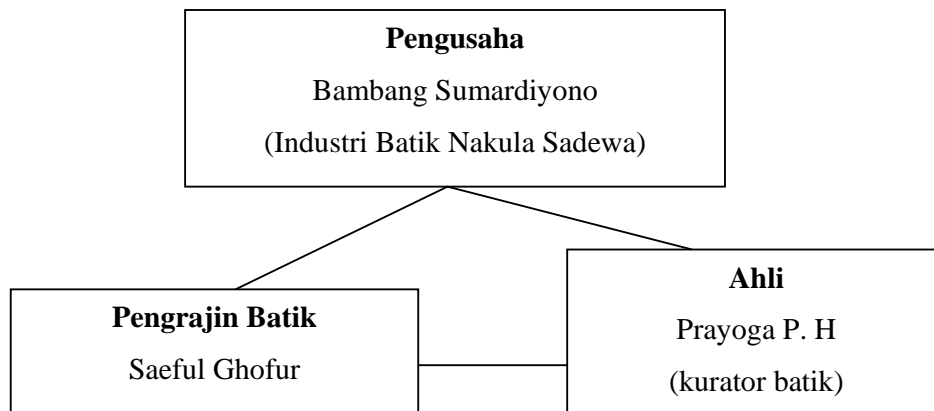 Pengusaha
Bambang Sumardiyono
(Industri Batik Nakula Sadewa)
Pengrajin Batik
Saeful Ghofur
Ahli
Prayoga P. H
(kurator batik)